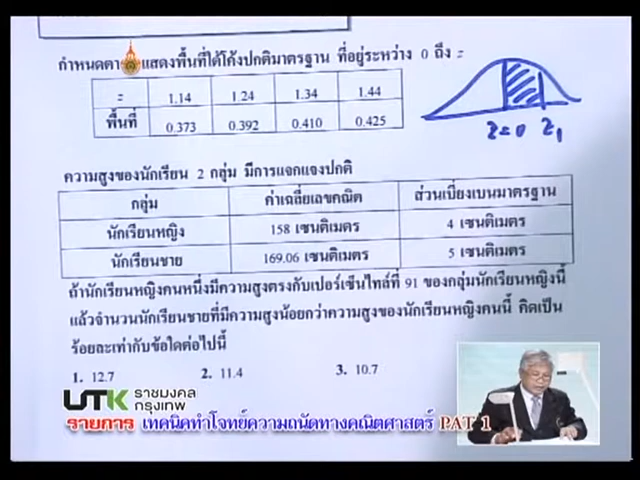 กำหนดตา แสดงพื้นที่ใต้โค้งปกติมาตรฐาน ที่อยู่ระหว่าง 0 ถึง z
z 1.14 1.24 1.34 1.44
พื้นที่ 0.373 0.392 0.410 0.425
z=0 z₁
ความสูงของนักเรียน 2 กลุ่ม มีการแจกแจงปกติ
กลุ่ม ค่าเฉลี่ยเลขคณิต ส่วนเบี่ยงเบนมาตรฐาน
นักเรียนหญิง 158 เซนติเมตร 4 เซนติเมตร
นักเรียนชาย 169.06 เซนติเมตร 5 เซนติเมตร
ถ้านักเรียนหญิงคนหนึ่งมีความสูงตรงกับเปอร์เซ็นไทล์ที่ 91 ของกลุ่มนักเรียนหญิงนี้
แล้วจำนวนนักเรียนชายที่มีความสูงน้อยกว่าความสูงของนักเรียนหญิงคนนี้ คิดเป็น
ร้อยละเท่ากับข้อใดต่อไปนี้
1. 12.7 2. 11.4 3. 10.7
UTK ราชมงคล
กรุงเทพ
รายการ เทคนิคทำโจทย์ความถนัดทางคณิตศาสตร์ PAT 1